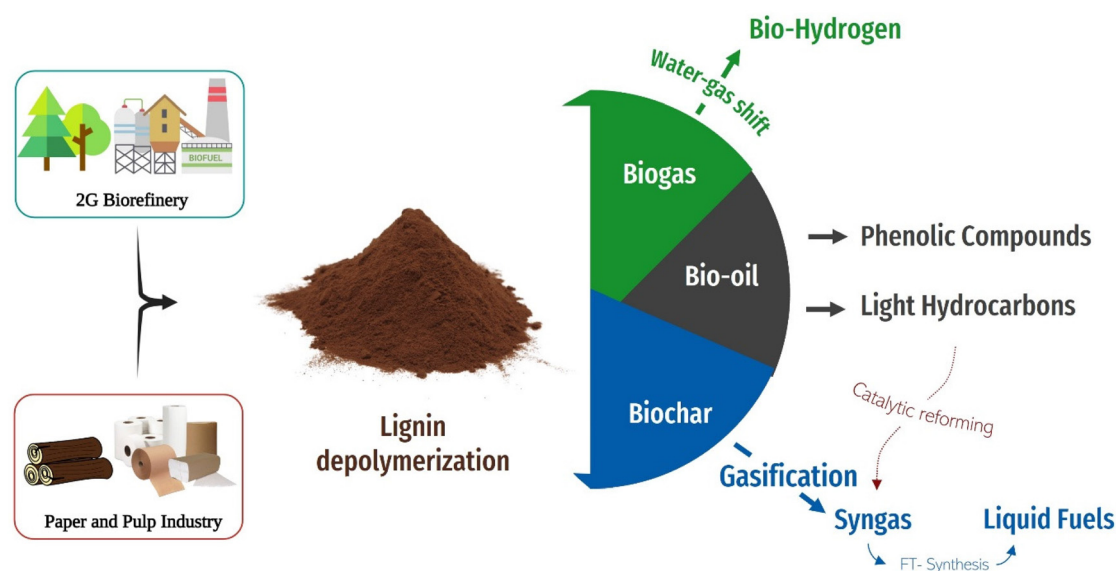 BIOFUEL
2G Biorefinery
Paper and Pulp Industry
Lignin
depolymerization
Bio-Hydrogen
Water-gas shift
Biogas
Bio-oil
Biochar
Phenolic Compounds
Light Hydrocarbons
Catalytic reforming
Gasification
Syngas
Liquid Fuels
FT- Synthesis